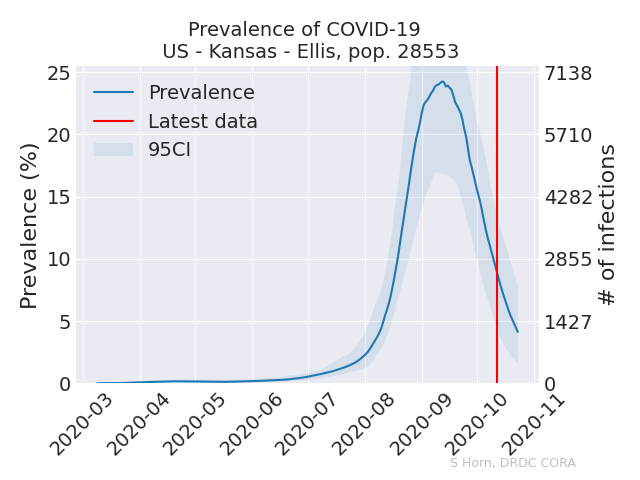 Prevalence of COVID-19
US - Kansas - Ellis, pop. 28553
Prevalence
Latest data
95CI
Prevalence (%)
25
20
15
10
5
0
7138
5710
4282
2855
1427
0
# of infections
2020-03
2020-04
2020-05
2020-06
2020-07
2020-08
2020-09
2020-10
2020-11
S Horn, DRDC CORA